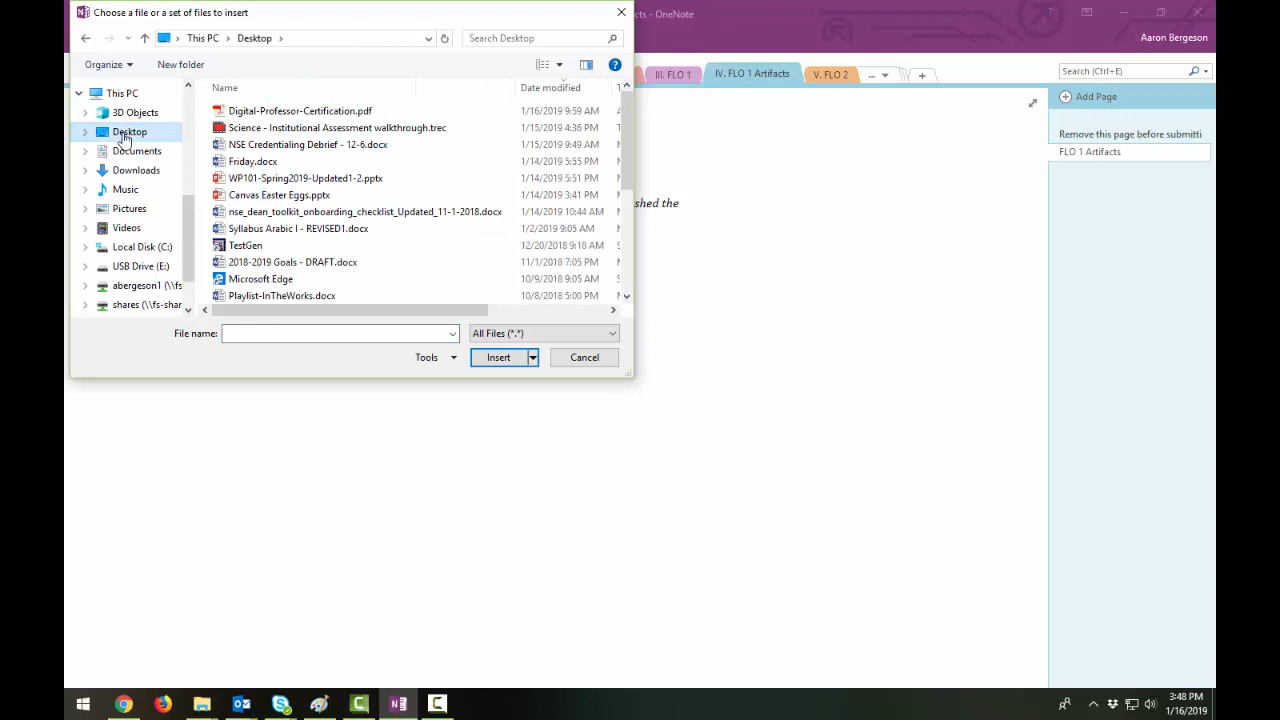 Choose a file or a set of files to insert
cts - OneNote
?
Aaron Bergeson
This PC > Desktop >
Search Desktop
Organize
New folder
?
III. FLO 1
IV. FLO 1 Artifacts
V. FLO 2
...
+
Search (Ctrl+E)
Add Page
Remove this page before submitti
FLO 1 Artifacts
shed the
This PC
3D Objects
Desktop
Documents
Downloads
Music
Pictures
Videos
Local Disk (C:)
USB Drive (E:)
abergeson1 (\\fs
shares (\\fs-shar
Name
Date modified
T
Digital-Professor-Certification.pdf 1/16/2019 9:59 AM
Science - Institutional Assessment walkthrough.trec 1/15/2019 4:36 PM
NSE Credentialing Debrief - 12-6.docx 1/15/2019 9:49 AM
Friday.docx 1/14/2019 5:55 PM
WP101-Spring2019-Updated1-2.pptx 1/14/2019 5:51 PM
Canvas Easter Eggs.pptx 1/14/2019 3:41 PM
nse_dean_toolkit_onboarding_checklist_Updated_11-1-2018.docx 1/14/2019 10:44 AM
Syllabus Arabic I - REVISED1.docx 1/2/2019 9:05 AM
TestGen 12/20/2018 9:18 AM
2018-2019 Goals - DRAFT.docx 11/1/2018 7:05 PM
Microsoft Edge 10/9/2018 9:05 AM
Playlist-InTheWorks.docx 10/8/2018 5:00 PM
File name:
All Files (*.*)
Tools
Insert
Cancel
3:48 PM
1/16/2019